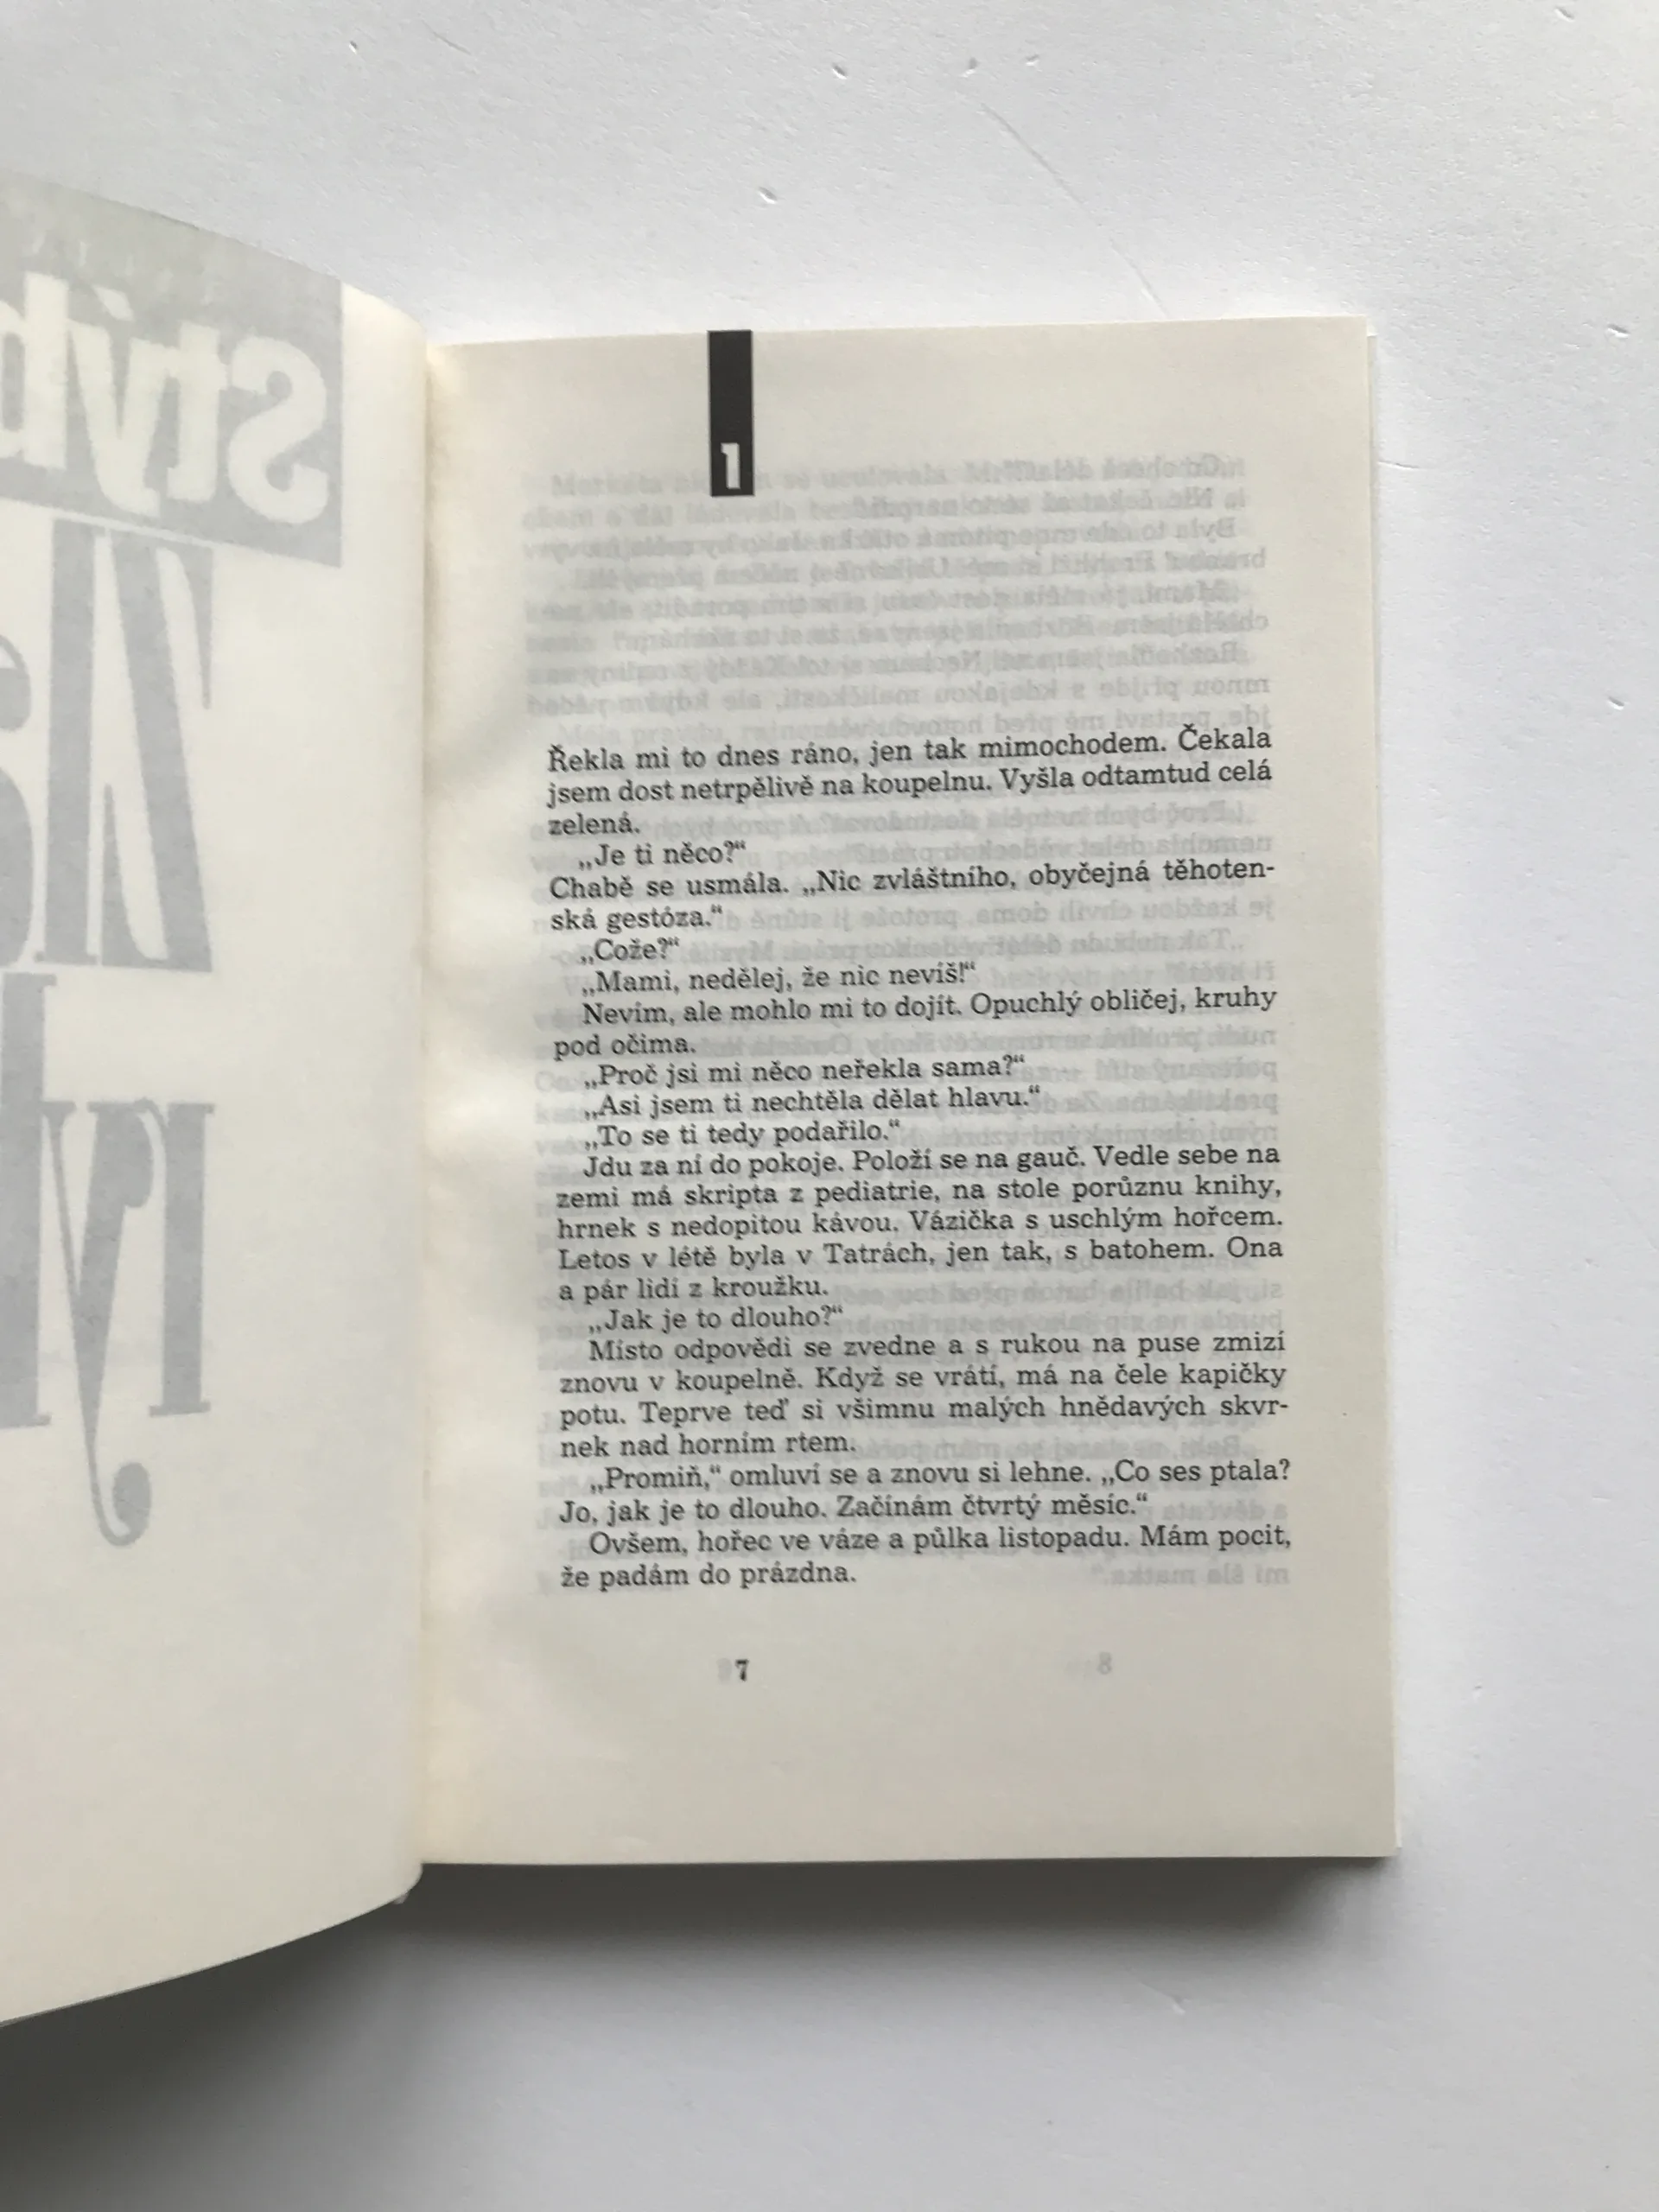 1
Řekla mi to dnes ráno, jen tak mimochodem. Čekala
jsem dost netrpělivě na koupelnu. Vyšla odtamtud celá
zelená.
„Je ti něco?“
Chabě se usmála. „Nic zvláštního, obyčejná těhoten-
ská gestóza.“
„Cože?“
„Mami, nedělej, že nic nevíš!“
Nevím, ale mohlo mi to dojít. Opuchlý obličej, kruhy
pod očima.
„Proč jsi mi něco neřekla sama?“
„Asi jsem ti nechtěla dělat hlavu.“
„To se ti tedy podařilo.“
Jdu za ní do pokoje. Položí se na gauč. Vedle sebe na
zemi má skripta z pediatrie, na stole porůznu knihy,
hrnek s nedopitou kávou. Vázička s uschlým hořcem.
Letos v létě byla v Tatrách, jen tak, s batohem. Ona
a pár lidí z kroužku.
„Jak je to dlouho?“
Místo odpovědi se zvedne a s rukou na puse zmizí
znovu v koupelně. Když se vrátí, má na čele kapičky
potu. Teprve teď si všimnu malých hnědavých skvr-
nek nad horním rtem.
„Promiň,“ omluví se a znovu si lehne. „Co ses ptala?
Jo, jak je to dlouho. Začínám čtvrtý měsíc.“
Ovšem, hořec ve váze a půlka listopadu. Mám pocit,
že padám do prázdna.
7